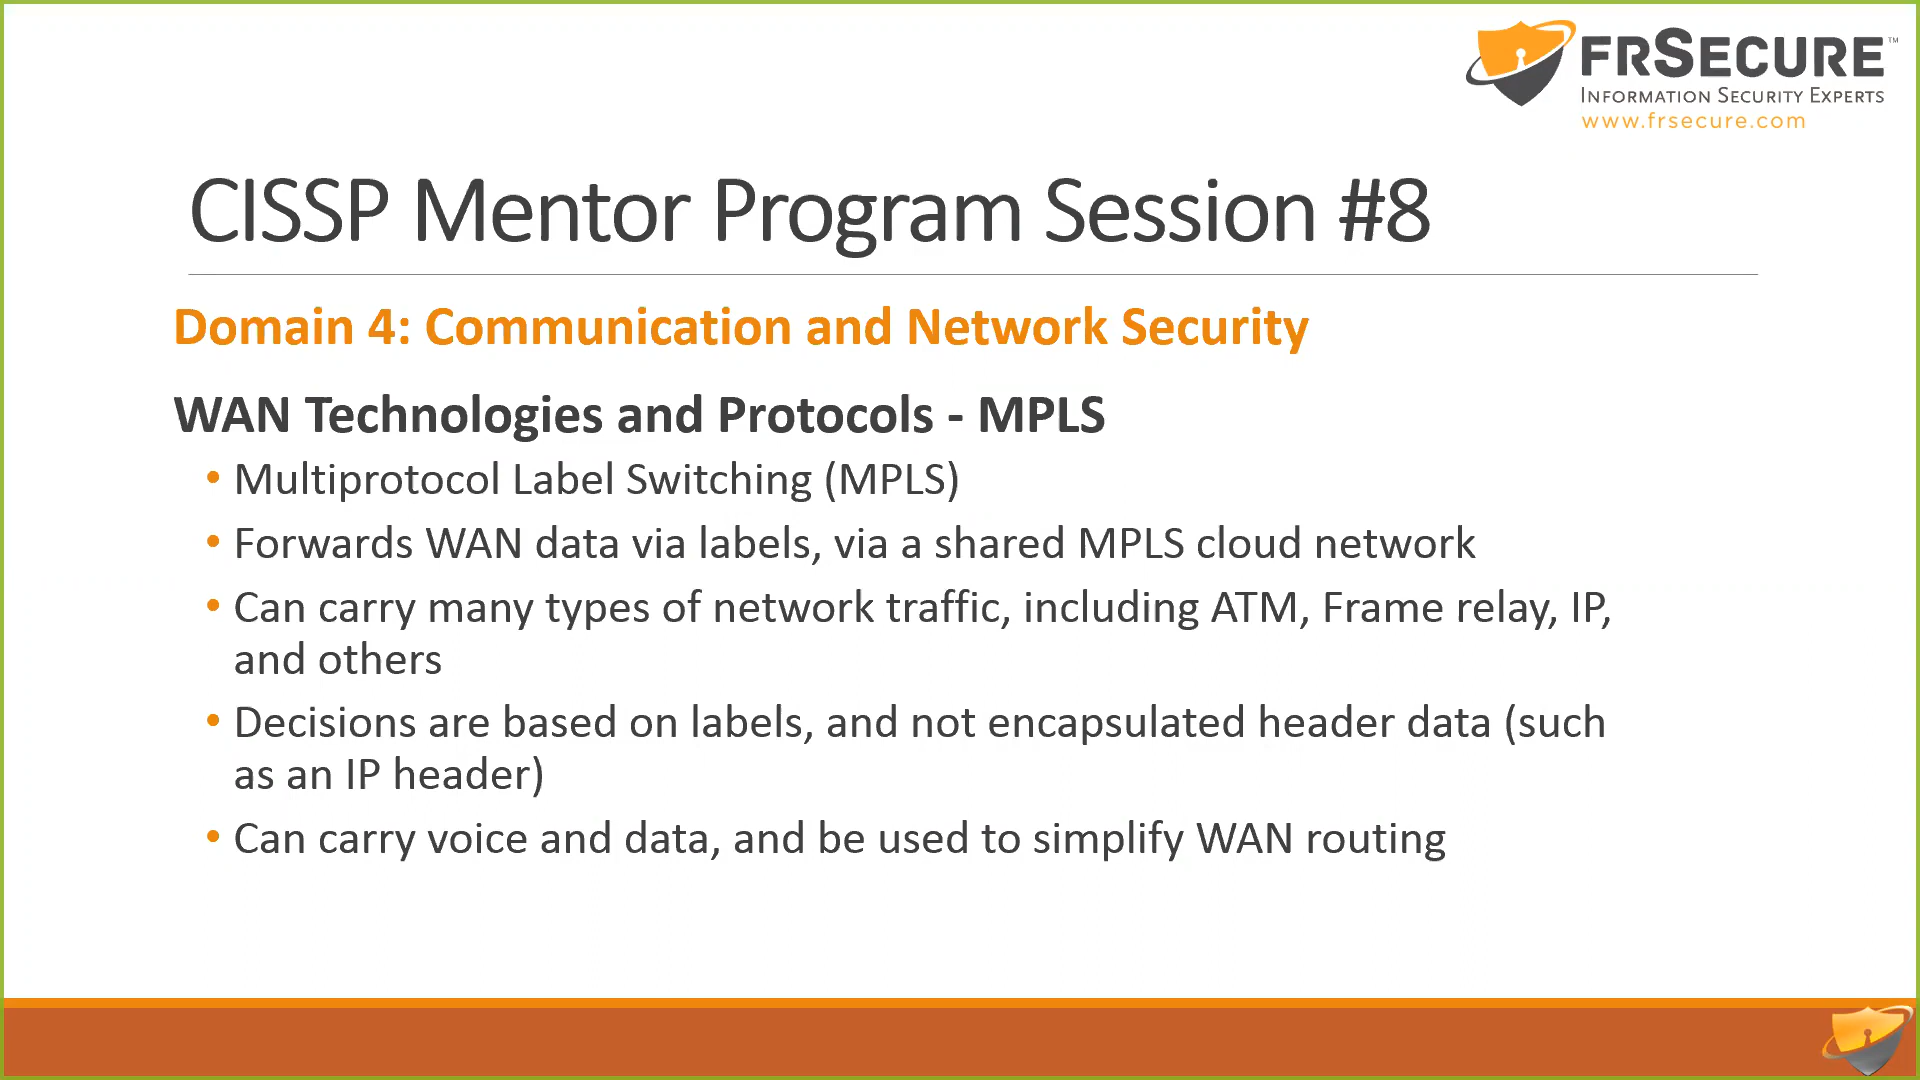 FRSECURE™
INFORMATION SECURITY EXPERTS
www.frsecure.com
CISSP Mentor Program Session #8
Domain 4: Communication and Network Security
WAN Technologies and Protocols - MPLS
• Multiprotocol Label Switching (MPLS)
• Forwards WAN data via labels, via a shared MPLS cloud network
• Can carry many types of network traffic, including ATM, Frame relay, IP,
and others
• Decisions are based on labels, and not encapsulated header data (such
as an IP header)
• Can carry voice and data, and be used to simplify WAN routing